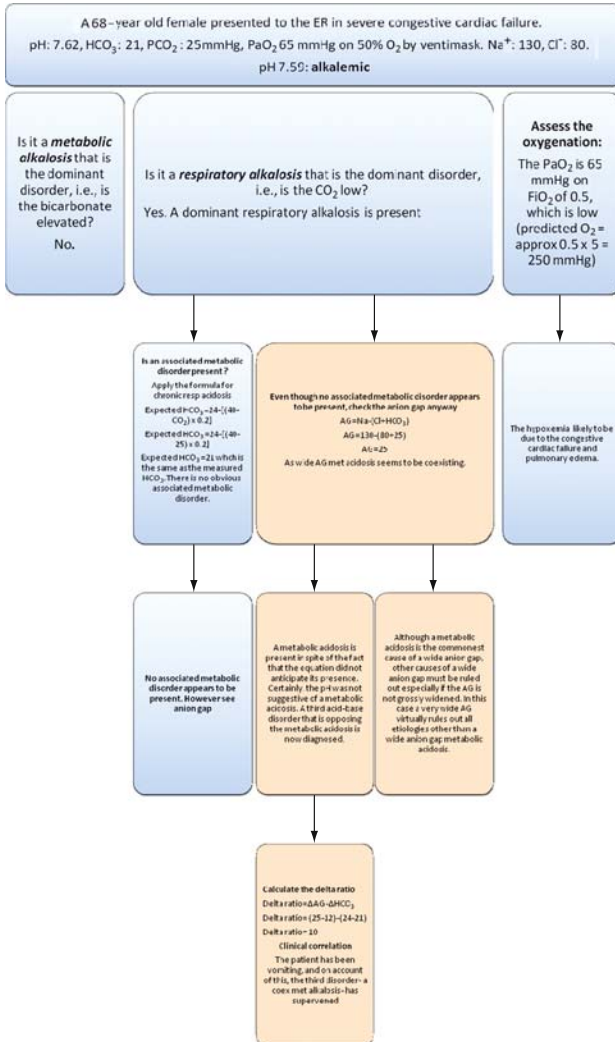 A 68-year old female presented to the ER in severe congestive cardiac failure.
pH: 7.62, HCO3: 21, PCO2: 25mmHg, PaO2 65 mmHg on 50% O2 by ventimask. Na+: 130, Cl-: 80.
pH 7.59: alkalemic
Is it a metabolic
alkalosis that is
the dominant
disorder, i.e., is
the bicarbonate
elevated?
No.
Is it a respiratory alkalosis that is the dominant disorder,
i.e., is the CO2 low?
Yes. A dominant respiratory alkalosis is present
Assess the
oxygenation:
The PaO2 is 65
mmHg on
FiO2 of 0.5,
which is low
(predicted O2 =
approx 0.5 x 5 =
250 mmHg)
Is an associated metabolic
disorder present?
Apply the formula for
chronic resp acidosis
Expected HCO3=24-[(40-
CO2) x 0.2]
Expected HCO3=24-[(40-
25) x 0.2]
Expected HCO3=21 which is
the same as the measured
HCO3. There is no obvious
associated metabolic
disorder.
Even though no associated metabolic disorder appears
to be present, check the anion gap anyway
AG=Na-(Cl+HCO3)
AG=130-(80+25)
AG=25
As wide AG met acidosis seems to be coexisting.
The hypoxemia likely to be
due to the congestive
cardiac failure and
pulmonary edema.
No associated metabolic
disorder appears to be
present. However see
anion gap
A metabolic acidosis is
present in spite of the fact
that the equation did not
anticipate its presence.
Certainly, the pH was not
suggestive of a metabolic
acicosis. A third acid-base
disorder that is opposing
the metabolic acidosis is
now diagnosed.
Although a metabolic
acidosis is the commonest
cause of a wide anion gap,
other causes of a wide
anion gap must be ruled
out especially if the AG is
not grossly widened. In this
case a very wide AG
virtually rules out all
etiologies other than a
wide anion gap metabolic
acidosis.
Calculate the delta ratio
Delta ratio=ΔAG-ΔHCO3
Delta ratio= (25-12)-(24-21)
Delta ratio= 10
Clinical correlation
The patient has been
vomiting, and on account
of this, the third disorder- a
coex met alkalosis-has
supervened